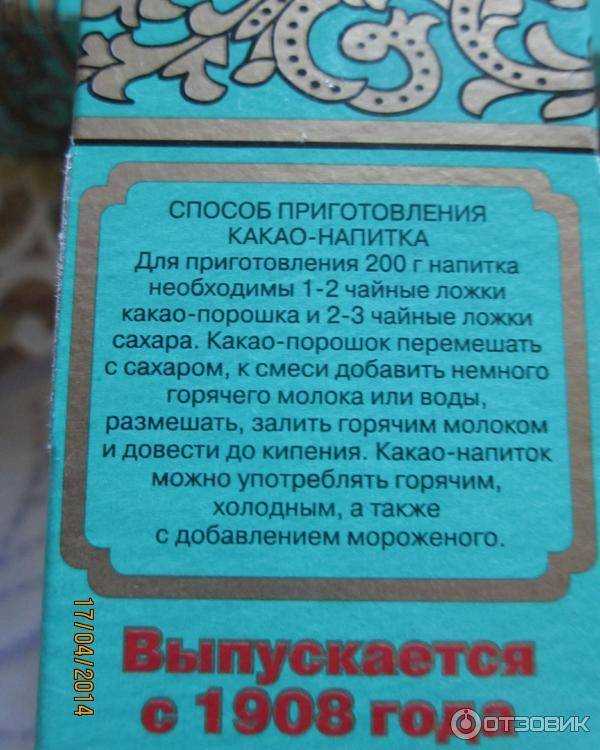 СПОСОБ ПРИГОТОВЛЕНИЯ
КАКАО-НАПИТКА
Для приготовления 200 г напитка
необходимы 1-2 чайные ложки
какао-порошка и 2-3 чайные ложки
сахара. Какао-порошок перемешать
с сахаром, к смеси добавить немного
горячего молока или воды,
размешать, залить горячим молоком
и довести до кипения. Какао-напиток
можно употреблять горячим,
холодным, а также
с добавлением мороженого.
Выпускается
с 1908 года
17/04/2014
ОТЗОВИК